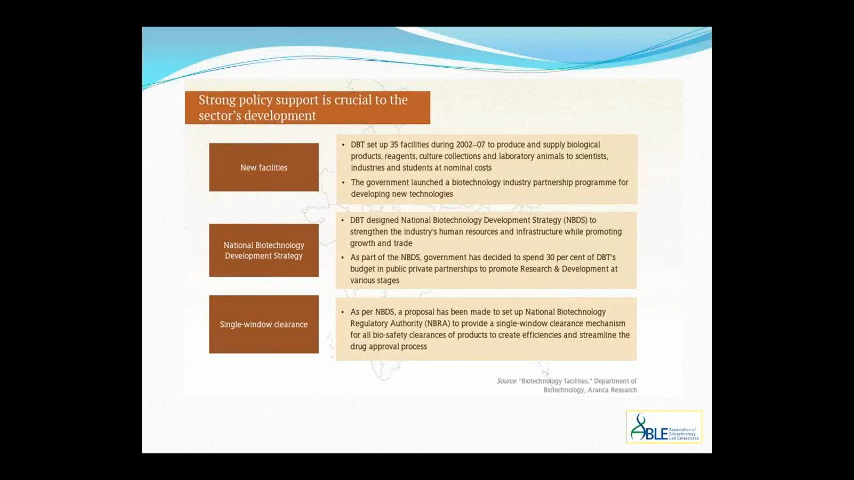 Strong policy support is crucial to the
sector's development
New facilities
• DBT set up 35 facilities during 2002–07 to produce and supply biological
products, reagents, culture collections and laboratory animals to scientists,
industries and students at nominal costs
• The government launched a biotechnology industry partnership programme for
developing new technologies
National Biotechnology
Development Strategy
• DBT designed National Biotechnology Development Strategy (NBDS) to
strengthen the industry's human resources and infrastructure while promoting
growth and trade
• As part of the NBDS, government has decided to spend 30 per cent of DBT's
budget in public private partnerships to promote Research & Development at
various stages
Single-window clearance
• As per NBDS, a proposal has been made to set up National Biotechnology
Regulatory Authority (NBRA) to provide a single-window clearance mechanism
for all bio-safety clearances of products to create efficiencies and streamline the
drug approval process
Source "Biotechnology facilities," Department of
Biotechnology, Aranca Research
ABLE
Association of
Biotechnology
Led Enterprises